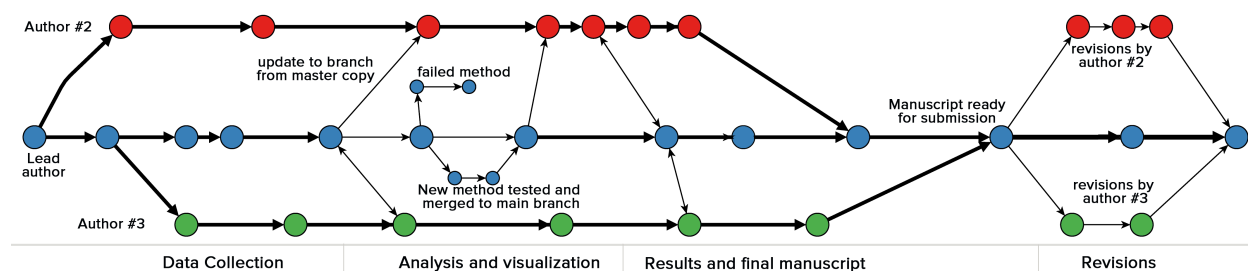 Author #2
update to branch
from master copy
failed method
Manuscript ready
for submission
revisions by
author #2
Lead
author
New method tested and
merged to main branch
revisions by
author #3
Author #3
Data Collection
Analysis and visualization
Results and final manuscript
Revisions